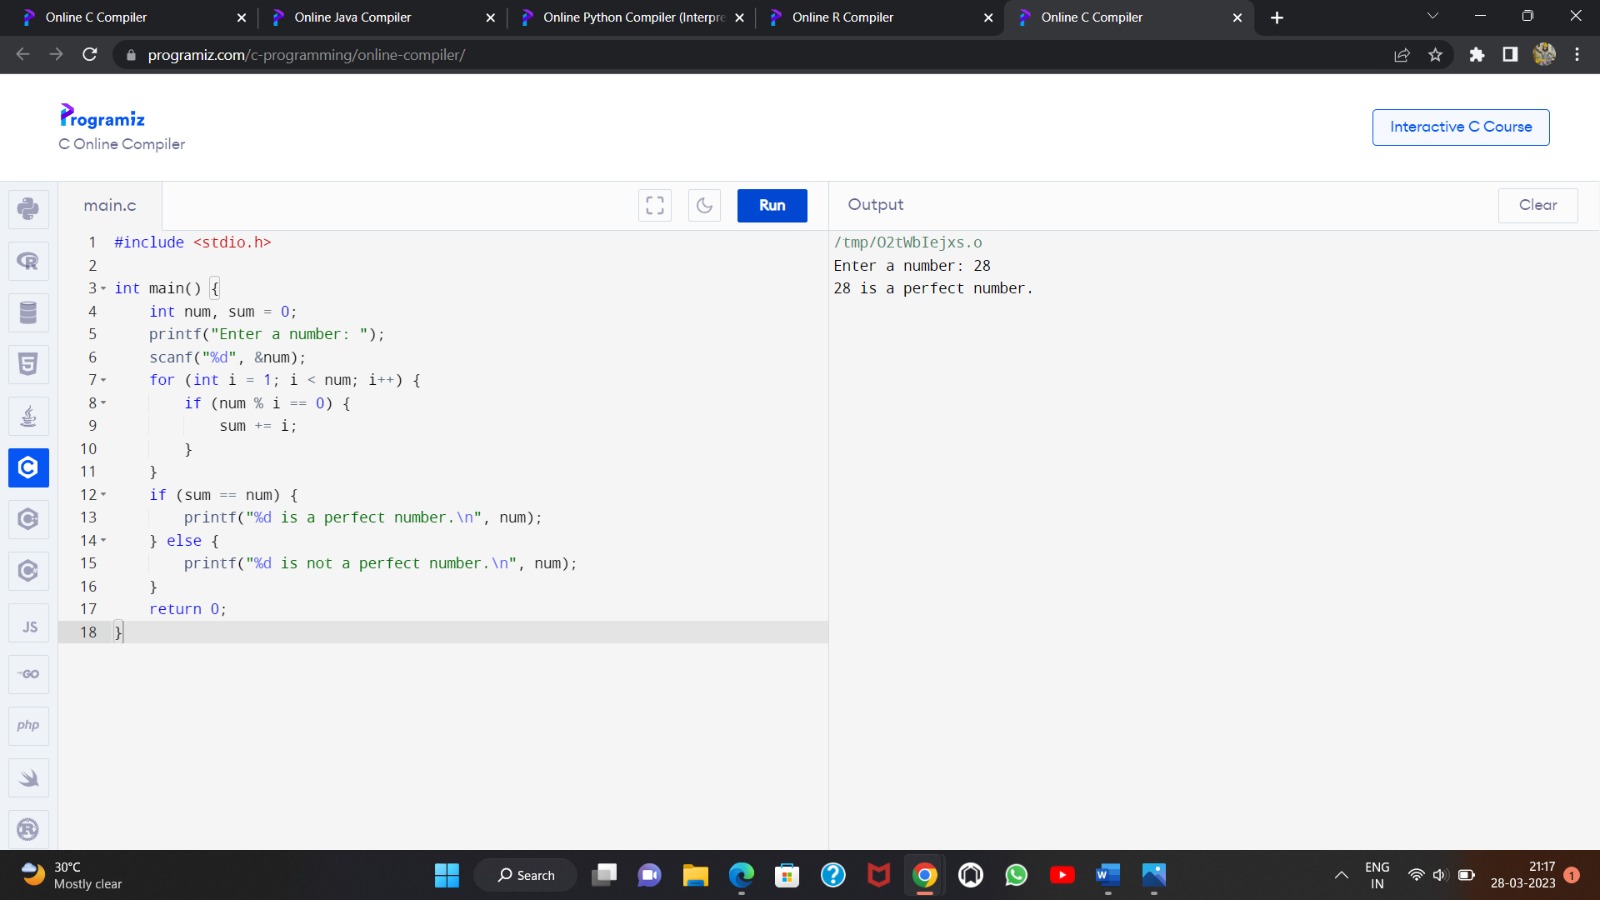 Online C Compiler
Online Java Compiler
Online Python Compiler (Interpre
Online R Compiler
Online C Compiler
programiz.com/c-programming/online-compiler/
Programiz
C Online Compiler
Interactive C Course
main.c
Run
Output
Clear
1 #include <stdio.h>
2
3 int main() {
4 int num, sum = 0;
5 printf("Enter a number: ");
6 scanf("%d", &num);
7 for (int i = 1; i < num; i++) {
8 if (num % i == 0) {
9 sum += i;
10 }
11 }
12 if (sum == num) {
13 printf("%d is a perfect number.\n", num);
14 } else {
15 printf("%d is not a perfect number.\n", num);
16 }
17 return 0;
18 }
/tmp/O2tWbIejxs.o
Enter a number: 28
28 is a perfect number.
JS
GO
php
30°C
Mostly clear
Search
ENG
IN
21:17
28-03-2023
1